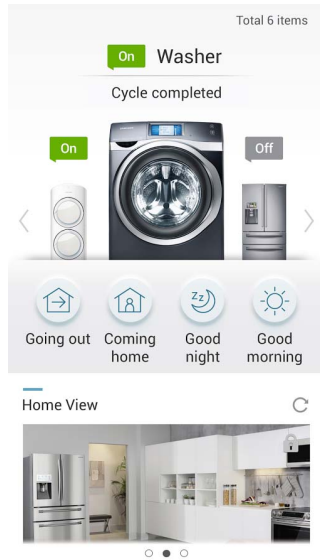 Total 6 items
On Washer
Cycle completed
On
Off
Going out
Coming
home
Good
night
Good
morning
Zz
Home View